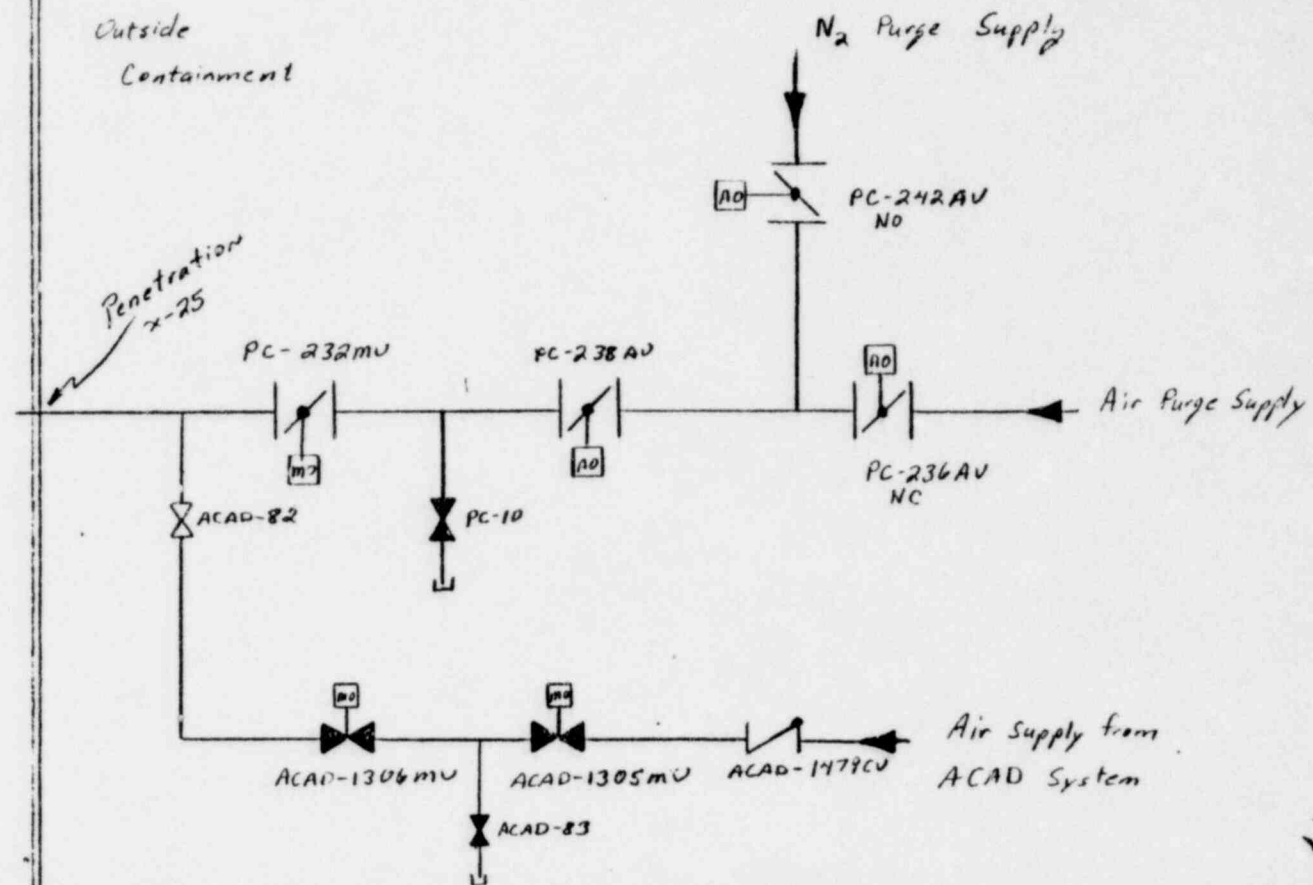 Outside
Containment
N₂ Purge Supply
AO
PC-242AV
NO
Penetration
x-25
PC-232mV
PC-238AV
AO
Air Purge Supply
mo
AO
PC-236AV
NC
ACAD-82
PC-10
mo
mo
Air Supply from
ACAD System
ACAD-1306mV
ACAD-1305mV
ACAD-1479CV
ACAD-83